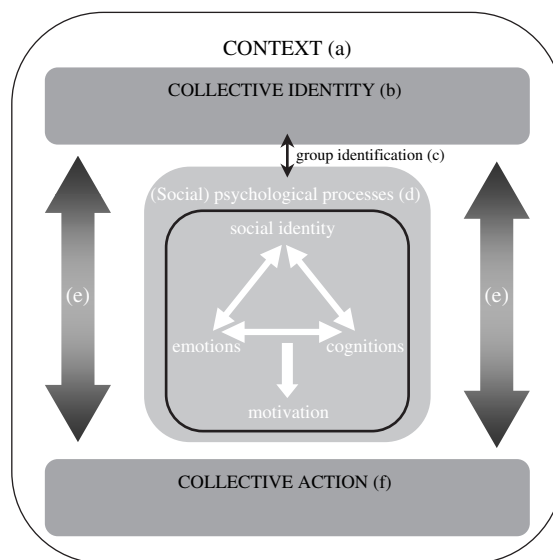 CONTEXT (a)
COLLECTIVE IDENTITY (b)
group identification (c)
(Social) psychological processes (d)
social identity
(e)
(e)
emotions
cognitions
motivation
COLLECTIVE ACTION (f)